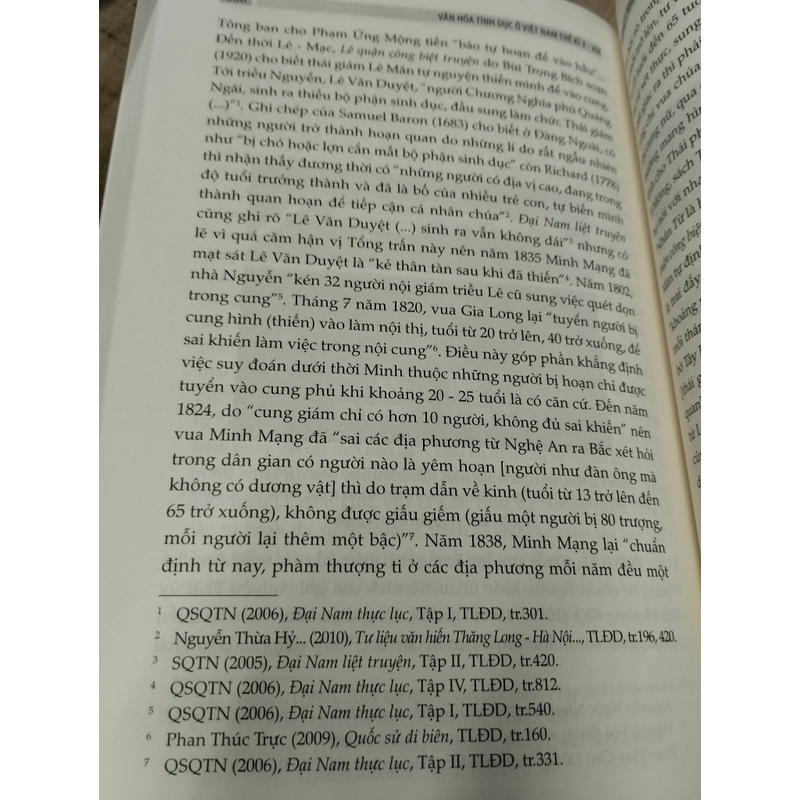 VĂN HÓA TÍNH DỤC Ở VIỆT NAM THẾ KỈ X - XIX
Tông ban cho Phạm Ứng Mộng tiền "bảo tự hoạn để vào hầu"...
Đến thời Lê - Mạc, Lê quận công biệt truyện do Bùi Trọng Bích soạn
(1920) cho biết thái giám Lê Mãn tự nguyện thiến mình để vào cung.
Tới triều Nguyễn, Lê Văn Duyệt, "người Chương Nghĩa phủ Quảng
Ngãi, sinh ra thiếu bộ phận sinh dục, đầu sung làm chức Thái giám
(...)"¹. Ghi chép của Samuel Baron (1683) cho biết ở Đàng Ngoài, có
những người trở thành hoạn quan do những lí do rất ngẫu nhiên
như "bị chó hoặc lợn cắn mất bộ phận sinh dục" còn Richard (1778)
thì nhận thấy đương thời có "những người có địa vị cao, đang trong
độ tuổi trưởng thành và đã là bố của nhiều trẻ con, tự biến mình
thành quan hoạn để tiếp cận cá nhân chúa"². Đại Nam liệt truyện
cũng ghi rõ "Lê Văn Duyệt (...) sinh ra vẫn không dái"³ nhưng có
lẽ vì quá căm hận vị Tổng trấn này nên năm 1835 Minh Mạng đã
mạt sát Lê Văn Duyệt là "kẻ thân tàn sau khi đã thiến"⁴. Năm 1802,
nhà Nguyễn "kén 32 người nội giám triều Lê cũ sung việc quét dọn
trong cung"⁵. Tháng 7 năm 1820, vua Gia Long lại "tuyển người bị
cung hình (thiến) vào làm nội thị, tuổi từ 20 trở lên, 40 trở xuống, để
sai khiến làm việc trong nội cung"⁶. Điều này góp phần khẳng định
việc suy đoán dưới thời Minh thuộc những người bị hoạn chỉ được
tuyển vào cung phủ khi khoảng 20 - 25 tuổi là có căn cứ. Đến năm
1824, do "cung giám chỉ có hơn 10 người, không đủ sai khiến" nên
vua Minh Mạng đã "sai các địa phương từ Nghệ An ra Bắc xét hỏi
trong dân gian có người nào là yêm hoạn [người như đàn ông mà
không có dương vật] thì do trạm dẫn về kinh (tuổi từ 13 trở lên đến
65 trở xuống), không được giấu giếm (giấu một người bị 80 trượng,
mỗi người lại thêm một bậc)"⁷. Năm 1838, Minh Mạng lại "chuẩn
định từ nay, phàm thượng ti ở các địa phương mỗi năm đều một
¹ QSQTN (2006), Đại Nam thực lục, Tập I, TLĐD, tr.301.
² Nguyễn Thừa Hỷ... (2010), Tư liệu văn hiến Thăng Long - Hà Nội..., TLĐD, tr.196, 420.
³ SQTN (2005), Đại Nam liệt truyện, Tập II, TLĐD, tr.420.
⁴ QSQTN (2006), Đại Nam thực lục, Tập IV, TLĐD, tr.812.
⁵ QSQTN (2006), Đại Nam thực lục, Tập I, TLĐD, tr.540.
⁶ Phan Thúc Trực (2009), Quốc sử di biên, TLĐD, tr.160.
⁷ QSQTN (2006), Đại Nam thực lục, Tập II, TLĐD, tr.331.